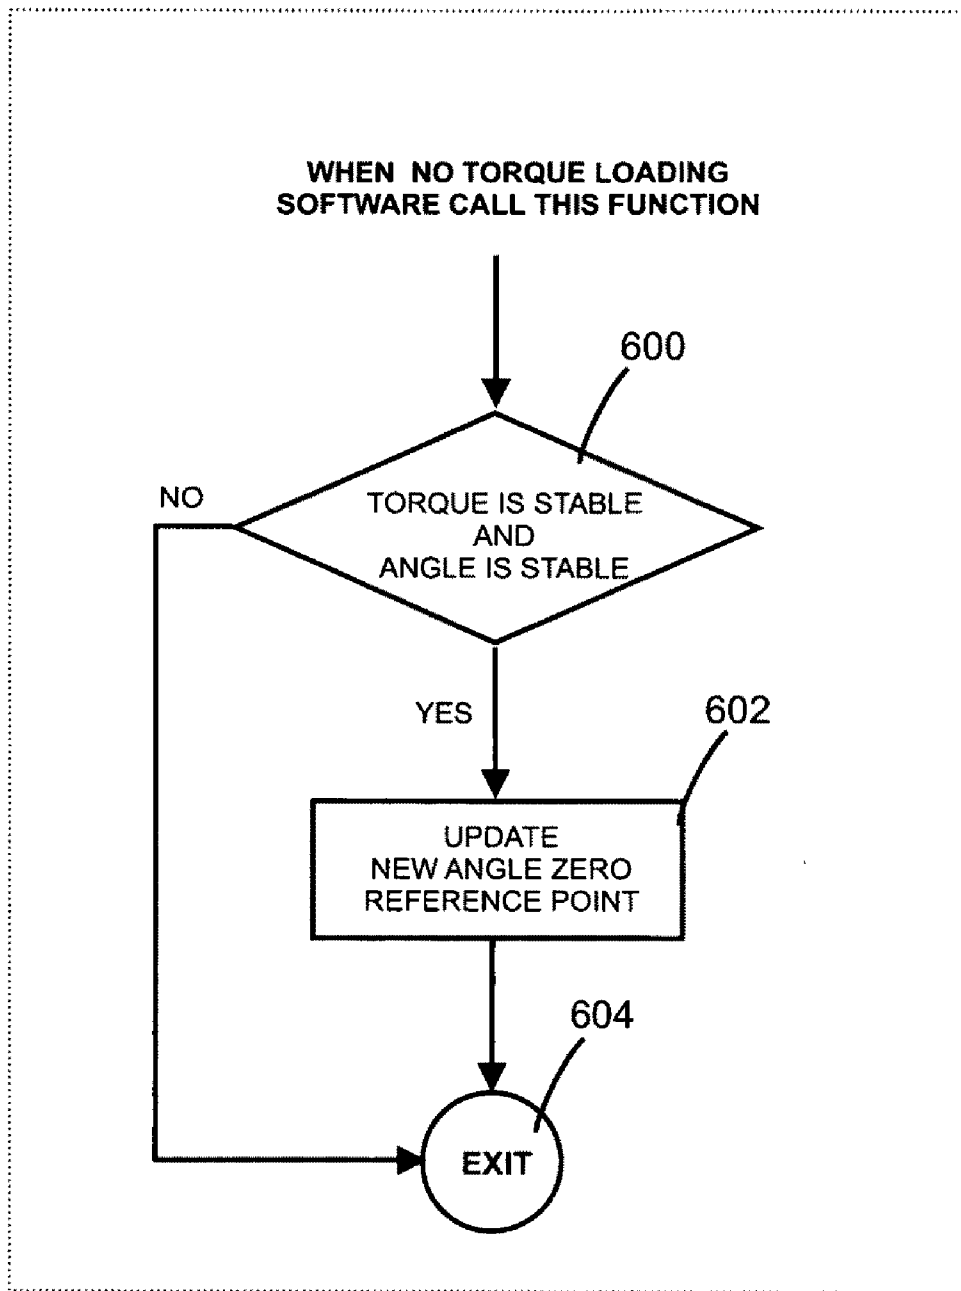 WHEN NO TORQUE LOADING
SOFTWARE CALL THIS FUNCTION
600
NO
TORQUE IS STABLE
AND
ANGLE IS STABLE
YES
602
UPDATE
NEW ANGLE ZERO
REFERENCE POINT
604
EXIT